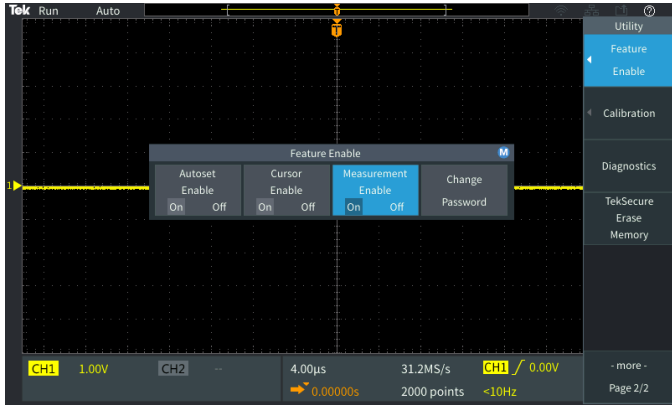 Tek Run Auto
T
Utility
Feature
Enable
Calibration
Diagnostics
TekSecure
Erase
Memory
- more -
Page 2/2
Feature Enable M
Autoset
Enable
On Off
Cursor
Enable
On Off
Measurement
Enable
On Off
Change
Password
1
CH1 1.00V CH2 -- 4.00µs 31.2MS/s CH1 0.00V
0.00000s 2000 points <10Hz